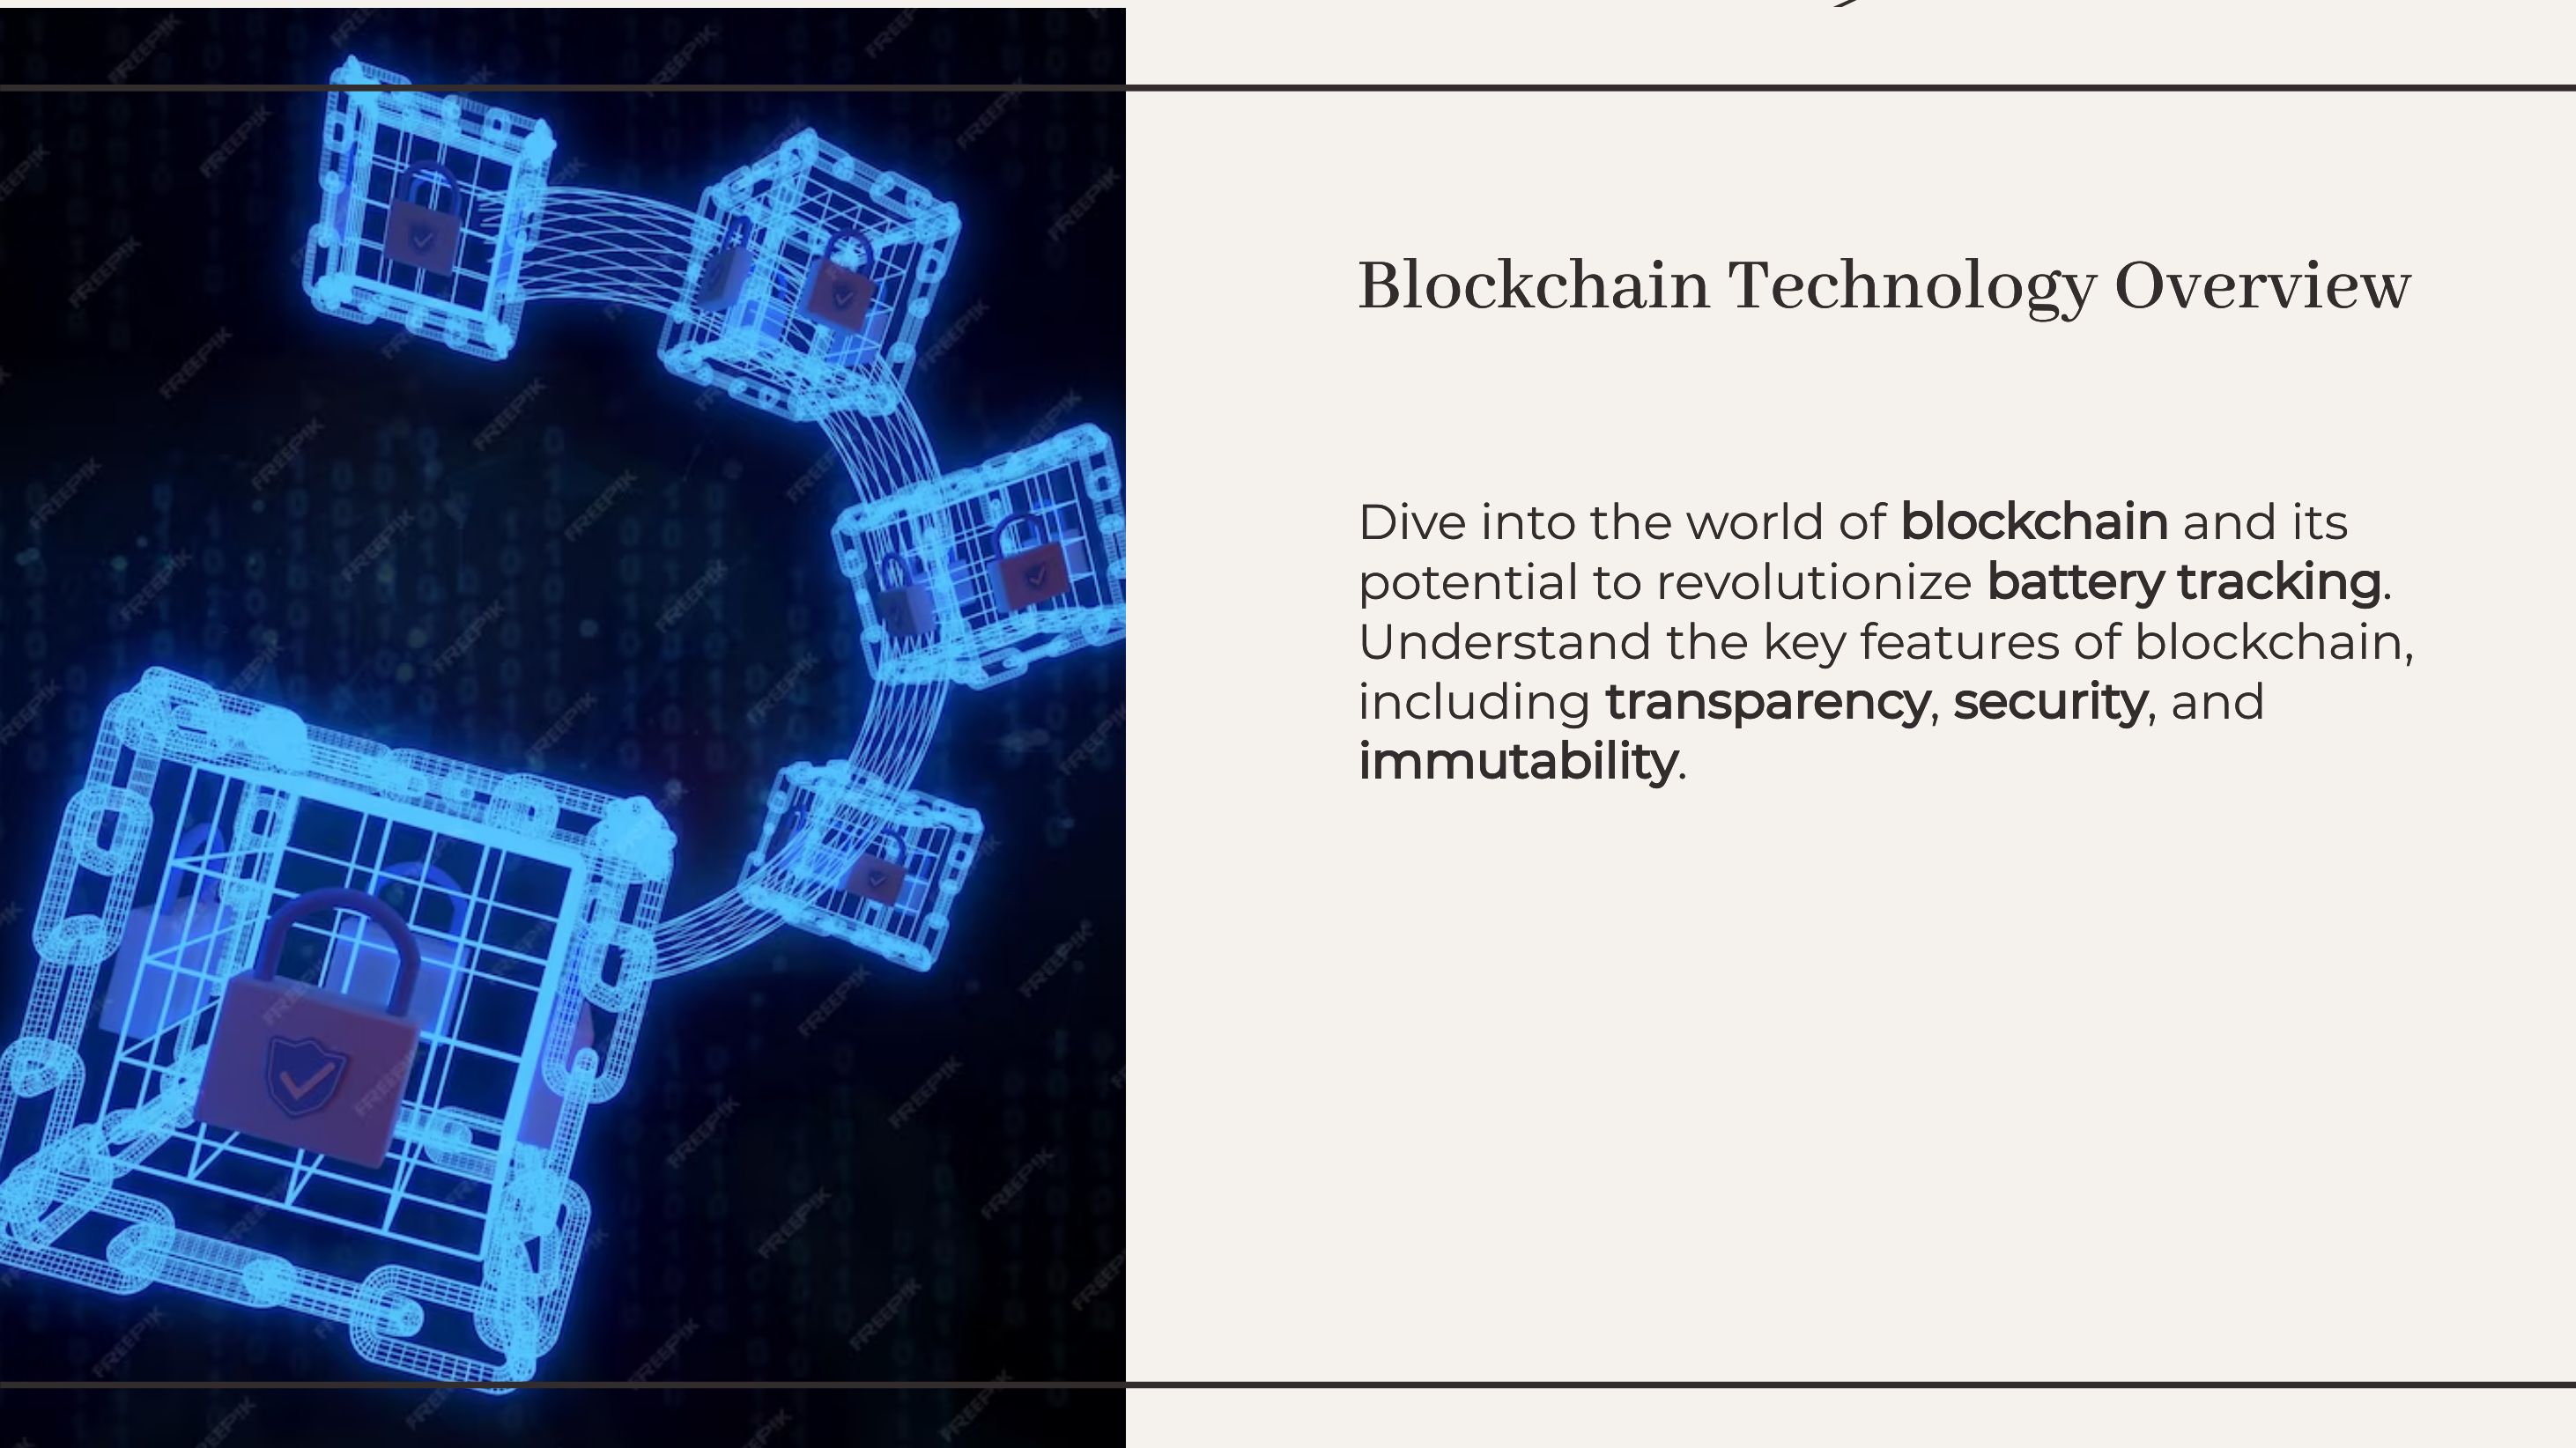 Blockchain Technology Overview
Dive into the world of blockchain and its
potential to revolutionize battery tracking.
Understand the key features of blockchain,
including transparency, security, and
immutability.
FREEPIK